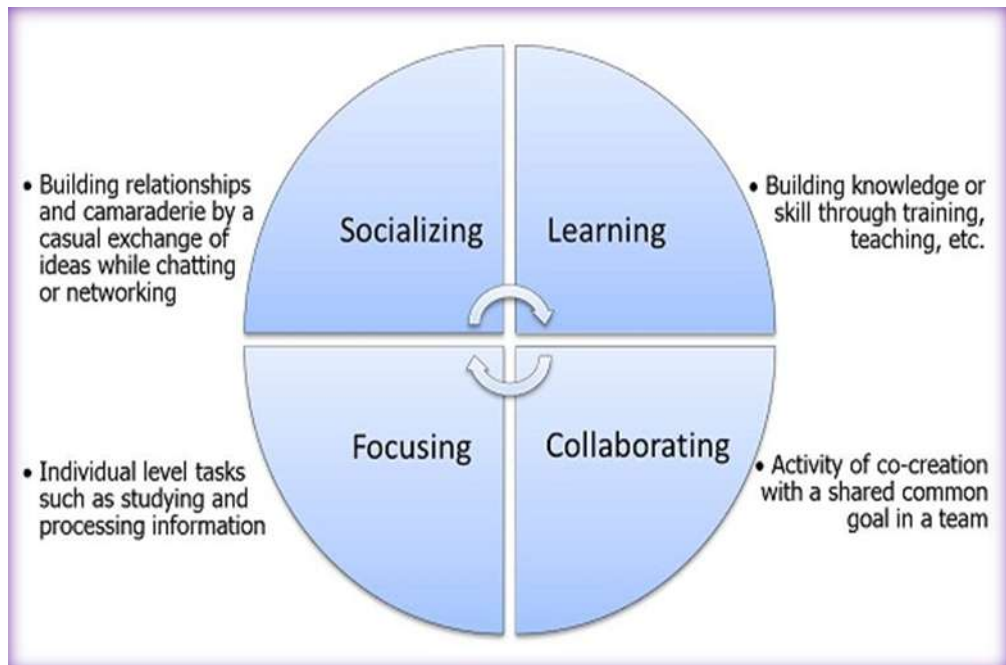 • Building relationships
and camaraderie by a
casual exchange of
ideas while chatting
or networking
Socializing
Learning
• Building knowledge or
skill through training,
teaching, etc.
• Individual level tasks
such as studying and
processing information
Focusing
Collaborating
• Activity of co-creation
with a shared common
goal in a team